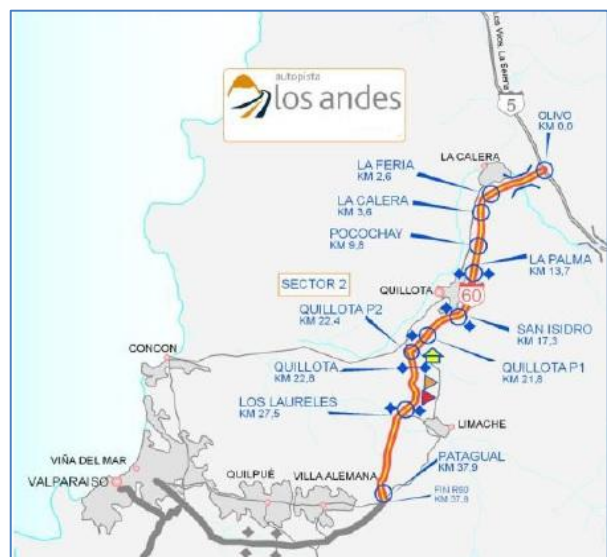 autopista
los andes
Los Vilos, La Serena
5
OLIVO
KM 0,0
LA CALERA
LA FERIA
KM 2,6
LA CALERA
KM 3,6
POCOCHAY
KM 9,8
LA PALMA
KM 13,7
SECTOR 2
QUILLOTA
60
QUILLOTA P2
KM 22,4
SAN ISIDRO
KM 17,3
CONCON
QUILLOTA
KM 22,8
QUILLOTA P1
KM 21,8
LOS LAURELES
KM 27,5
LIMACHE
VIÑA DEL MAR
VALPARAISO
QUILPUÉ
VILLA ALEMANA
PATAGUAL
KM 37,9
FIN R60
KM 37,9